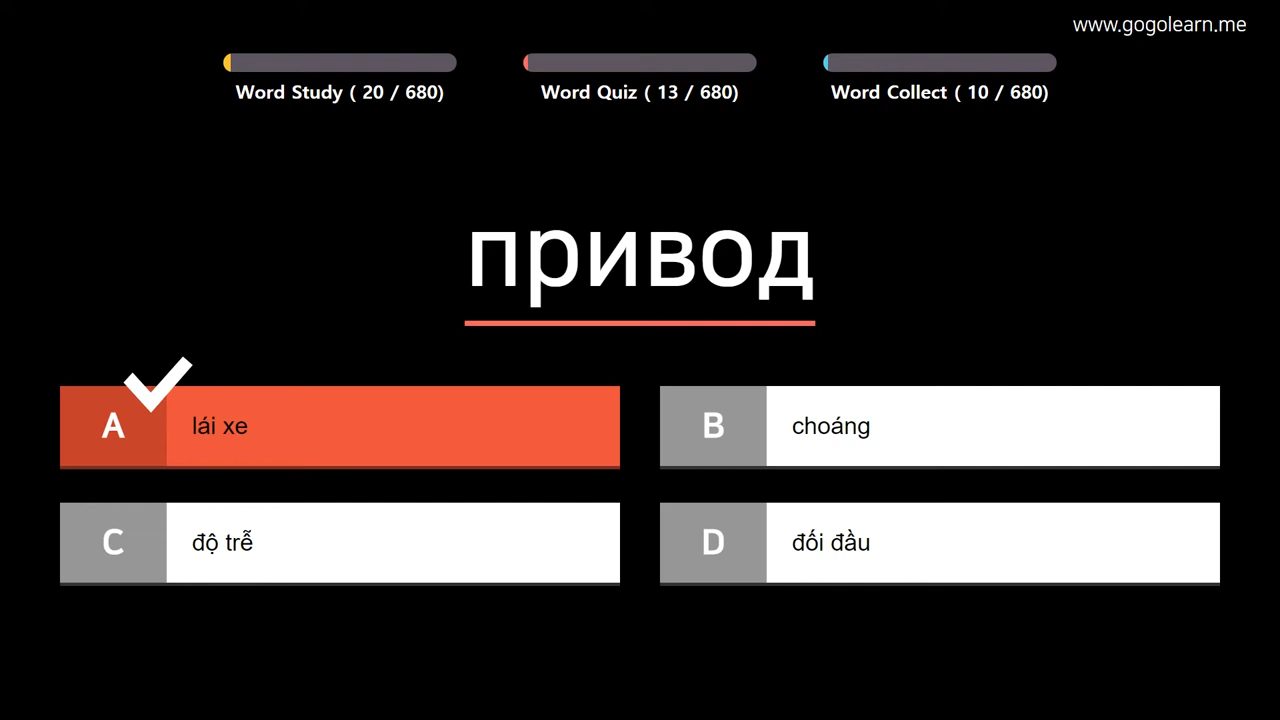 www.gogolearn.me
Word Study ( 20 / 680)
Word Quiz ( 13 / 680)
Word Collect ( 10 / 680)
привод
A lái xe
B choáng
C độ trễ
D đối đầu